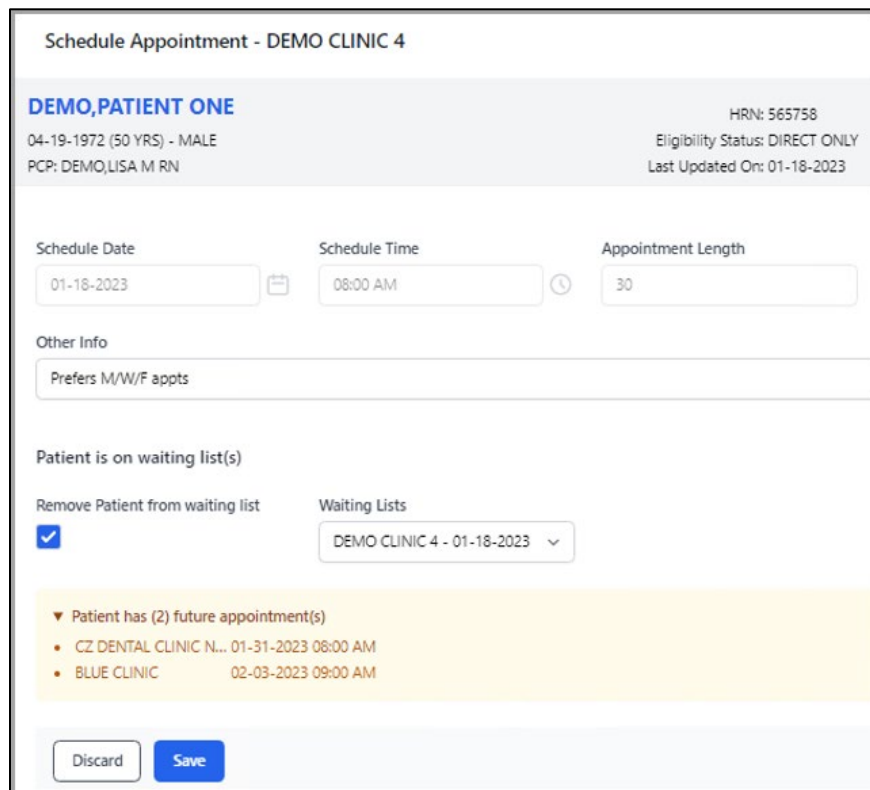 Schedule Appointment - DEMO CLINIC 4
DEMO,PATIENT ONE
HRN: 565758
04-19-1972 (50 YRS) - MALE
Eligibility Status: DIRECT ONLY
PCP: DEMO,LISA M RN
Last Updated On: 01-18-2023
Schedule Date
Schedule Time
Appointment Length
01-18-2023
08:00 AM
30
Other Info
Prefers M/W/F appts
Patient is on waiting list(s)
Remove Patient from waiting list
Waiting Lists
DEMO CLINIC 4 - 01-18-2023
▼ Patient has (2) future appointment(s)
• CZ DENTAL CLINIC N... 01-31-2023 08:00 AM
• BLUE CLINIC 02-03-2023 09:00 AM
Discard
Save